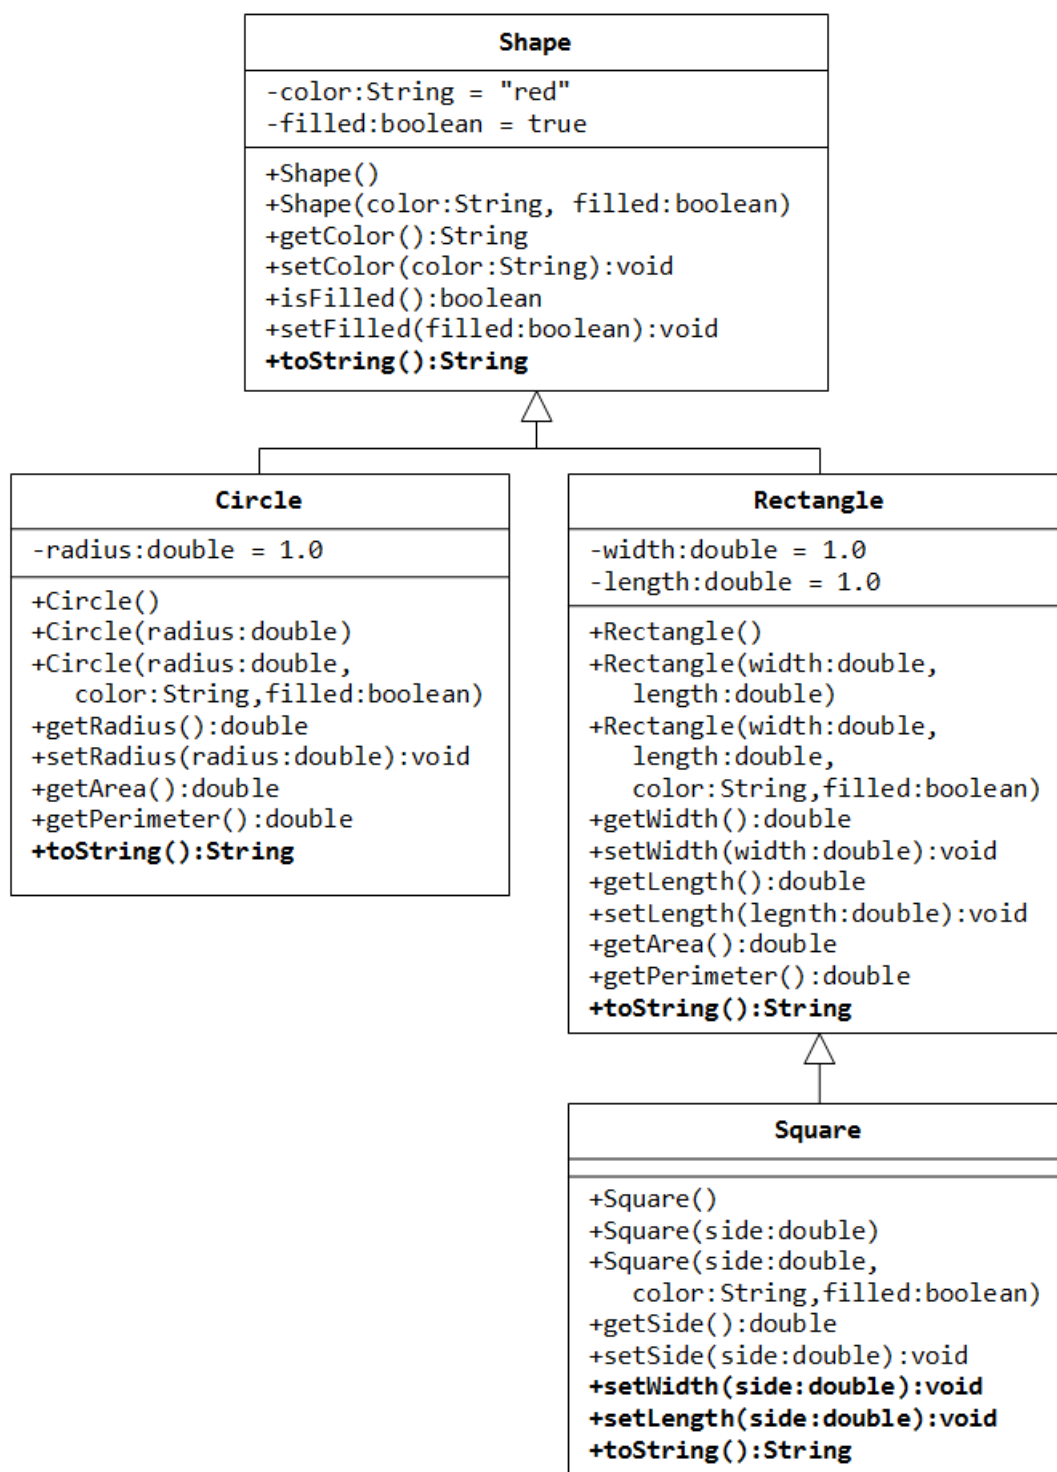 Shape
-color:String = "red"
-filled:boolean = true
+Shape()
+Shape(color:String, filled:boolean)
+getColor():String
+setColor(color:String):void
+isFilled():boolean
+setFilled(filled:boolean):void
+toString():String
Circle
-radius:double = 1.0
+Circle()
+Circle(radius:double)
+Circle(radius:double,
color:String,filled:boolean)
+getRadius():double
+setRadius(radius:double):void
+getArea():double
+getPerimeter():double
+toString():String
Rectangle
-width:double = 1.0
-length:double = 1.0
+Rectangle()
+Rectangle(width:double,
length:double)
+Rectangle(width:double,
length:double,
color:String,filled:boolean)
+getWidth():double
+setWidth(width:double):void
+getLength():double
+setLength(legnth:double):void
+getArea():double
+getPerimeter():double
+toString():String
Square
+Square()
+Square(side:double)
+Square(side:double,
color:String,filled:boolean)
+getSide():double
+setSide(side:double):void
+setWidth(side:double):void
+setLength(side:double):void
+toString():String